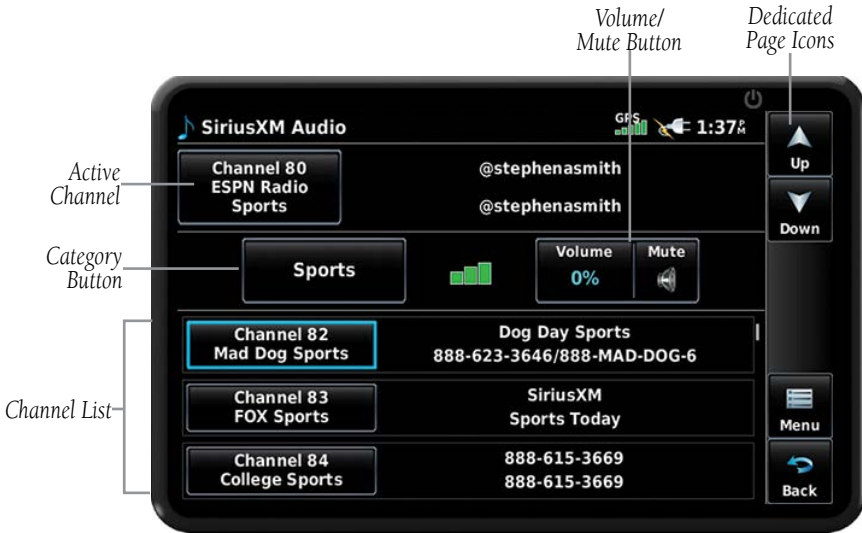 Volume/
Mute Button
Dedicated
Page Icons
SiriusXM Audio
GPS
1:37PM
Active
Channel
Channel 80
ESPN Radio
Sports
@stephenasmith
@stephenasmith
Up
Down
Category
Button
Sports
Volume
0%
Mute
Channel List
Channel 82
Mad Dog Sports
Dog Day Sports
888-623-3646/888-MAD-DOG-6
Channel 83
FOX Sports
SiriusXM
Sports Today
Channel 84
College Sports
888-615-3669
888-615-3669
Menu
Back